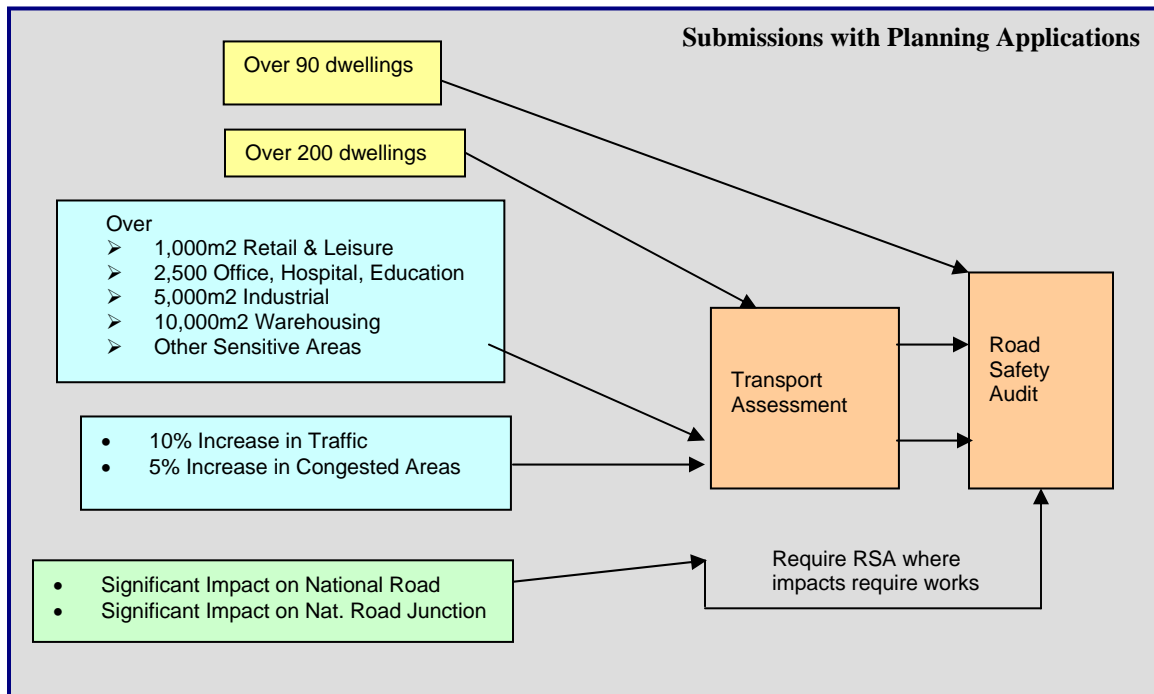 Submissions with Planning Applications
Over 90 dwellings
Over 200 dwellings
Over
➢ 1,000m2 Retail & Leisure
➢ 2,500 Office, Hospital, Education
➢ 5,000m2 Industrial
➢ 10,000m2 Warehousing
➢ Other Sensitive Areas
• 10% Increase in Traffic
• 5% Increase in Congested Areas
• Significant Impact on National Road
• Significant Impact on Nat. Road Junction
Transport
Assessment
Road
Safety
Audit
Require RSA where
impacts require works